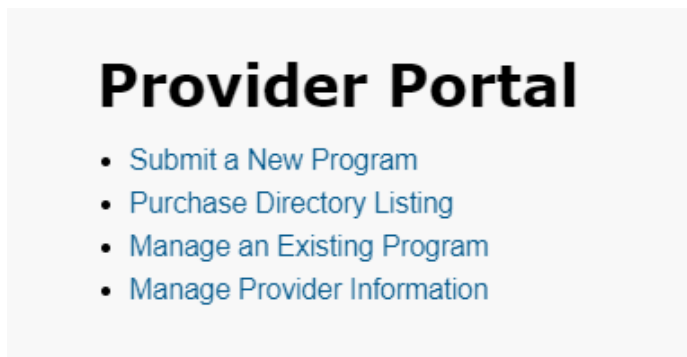 Provider Portal
Submit a New Program
Purchase Directory Listing
Manage an Existing Program
Manage Provider Information